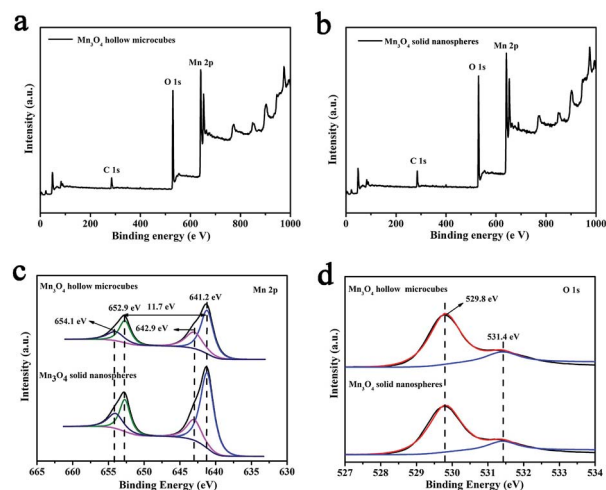 a
Mn3O4 hollow microcubes
Mn 2p
O 1s
C 1s
Intensity (a.u.)
0 200 400 600 800 1000
Binding energy (e V)
b
Mn3O4 solid nanospheres
Mn 2p
O 1s
C 1s
Intensity (a.u.)
0 200 400 600 800 1000
Binding energy (e V)
c
Mn3O4 hollow microcubes
Mn 2p
652.9 eV
11.7 eV
641.2 eV
654.1 eV
642.9 eV
Mn3O4 solid nanospheres
Intensity (a.u.)
665 660 655 650 645 640 635 630
Binding Energy (eV)
d
Mn3O4 hollow microcubes
O 1s
529.8 eV
531.4 eV
Mn3O4 solid nanospheres
Intensity (a.u.)
527 528 529 530 531 532 533 534
Binding Energy (eV)